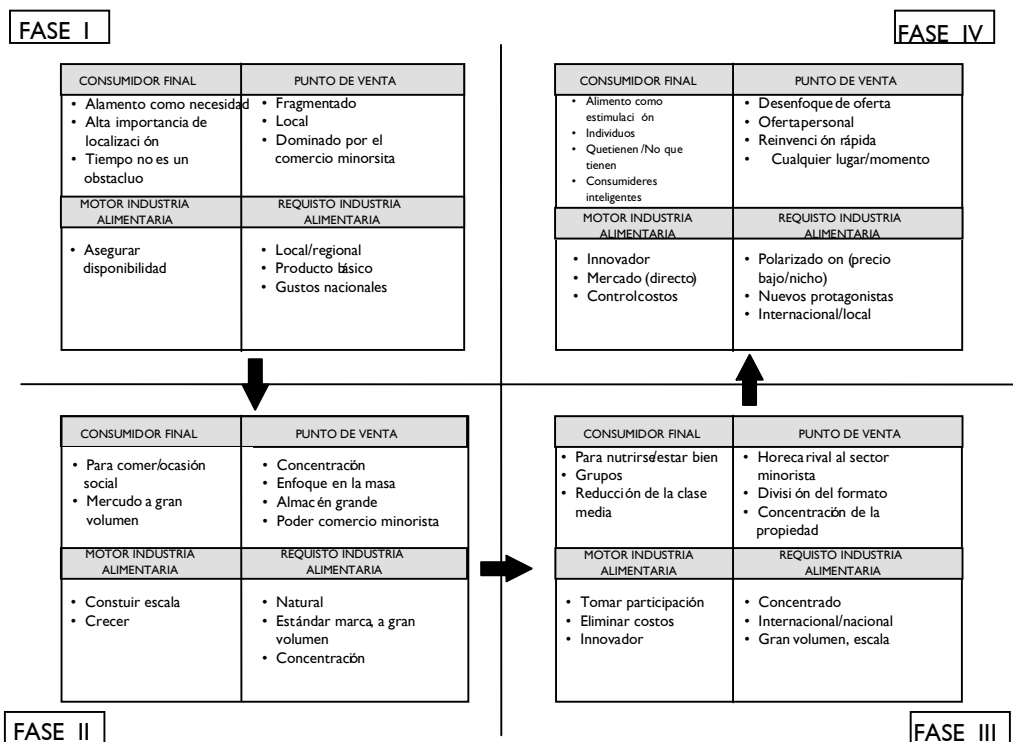 FASE I
CONSUMIDOR FINAL
• Alamento como necesidad
• Alta importancia de
localizaci ón
• Tiempo no es un
obstacluo
PUNTO DE VENTA
• Fragmentado
• Local
• Dominado por el
comercio minorsita
MOTOR INDUSTRIA
ALIMENTARIA
• Asegurar
disponibilidad
REQUISTO INDUSTRIA
ALIMENTARIA
• Local/regional
• Producto básico
• Gustos nacionales
FASE II
CONSUMIDOR FINAL
• Para comer/ocasión
social
• Mercudo a gran
volumen
PUNTO DE VENTA
• Concentración
• Enfoque en la masa
• Almac én grande
• Poder comercio minorista
MOTOR INDUSTRIA
ALIMENTARIA
• Constuir escala
• Crecer
REQUISTO INDUSTRIA
ALIMENTARIA
• Natural
• Estándar marca, a gran
volumen
• Concentración
FASE III
CONSUMIDOR FINAL
• Para nutrirse/estar bien
• Grupos
• Reducción de la clase
media
PUNTO DE VENTA
• Horeca rival al sector
minorista
• Divisi ón del formato
• Concentración de la
propiedad
MOTOR INDUSTRIA
ALIMENTARIA
• Tomar participación
• Eliminar costos
• Innovador
REQUISTO INDUSTRIA
ALIMENTARIA
• Concentrado
• Internacional/nacional
• Gran volumen, escala
FASE IV
CONSUMIDOR FINAL
• Alimento como
estimulaci ón
• Individuos
• Quetienen /No que
tienen
• Consumideres
inteligentes
PUNTO DE VENTA
• Desenfoque de oferta
• Ofertapersonal
• Reinvenci ón rápida
• Cualquier lugar/momento
MOTOR INDUSTRIA
ALIMENTARIA
• Innovador
• Mercado (directo)
• Controlcostos
REQUISTO INDUSTRIA
ALIMENTARIA
• Polarizado on (precio
bajo/nicho)
• Nuevos protagonistas
• Internacional/local